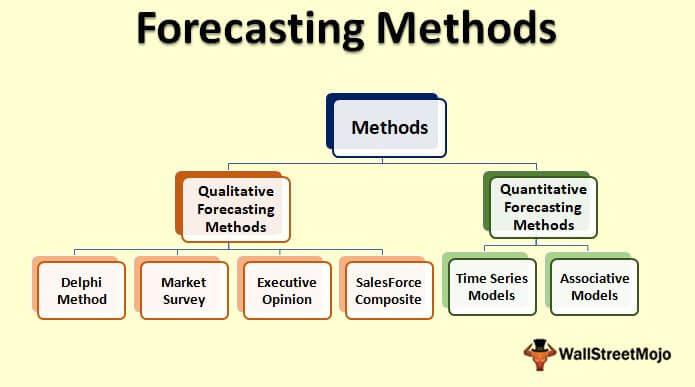 Forecasting Methods
Methods
Qualitative
Forecasting
Methods
Quantitative
Forecasting
Methods
Delphi
Method
Market
Survey
Executive
Opinion
SalesForce
Composite
Time Series
Models
Associative
Models
WallStreetMojo